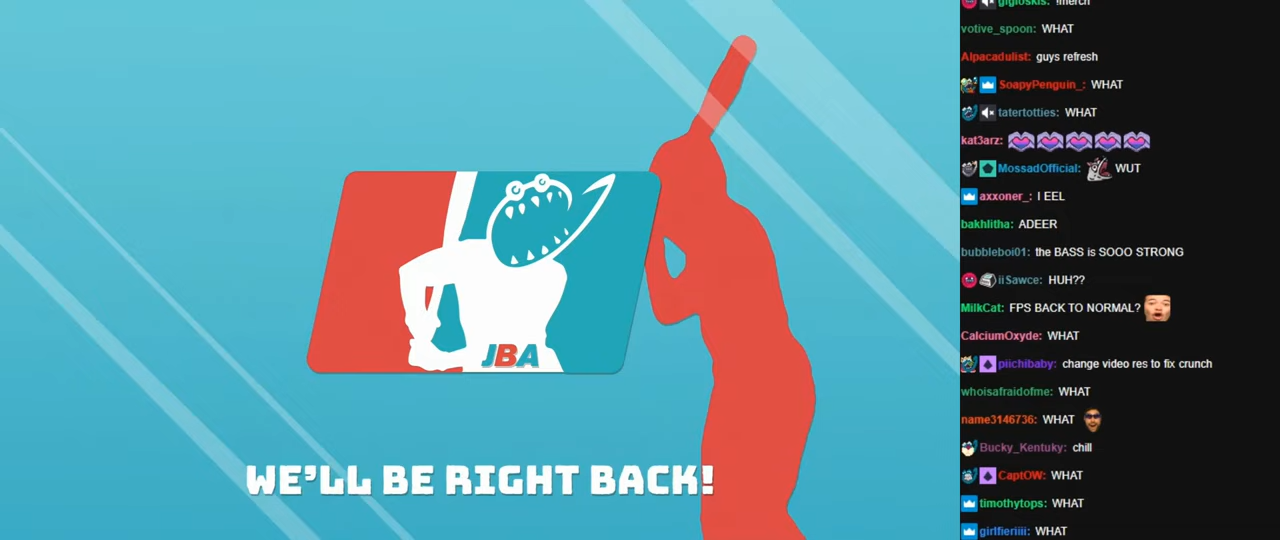 JBA
WE'LL BE RIGHT BACK!
gigioskis: !merch
votive_spoon: WHAT
Alpacadulist: guys refresh
SoapyPenguin_: WHAT
tatertotties: WHAT
kat3arz:
MossadOfficial: WUT
axxoner_: I EEL
bakhlitha: ADEER
bubbleboi01: the BASS is SOOO STRONG
iiSawce: HUH??
MilkCat: FPS BACK TO NORMAL?
CalciumOxyde: WHAT
piichibaby: change video res to fix crunch
whoisafraidofme: WHAT
name3146736: WHAT
Bucky_Kentuky: chill
CaptOW: WHAT
timothytops: WHAT
girlfieriiii: WHAT